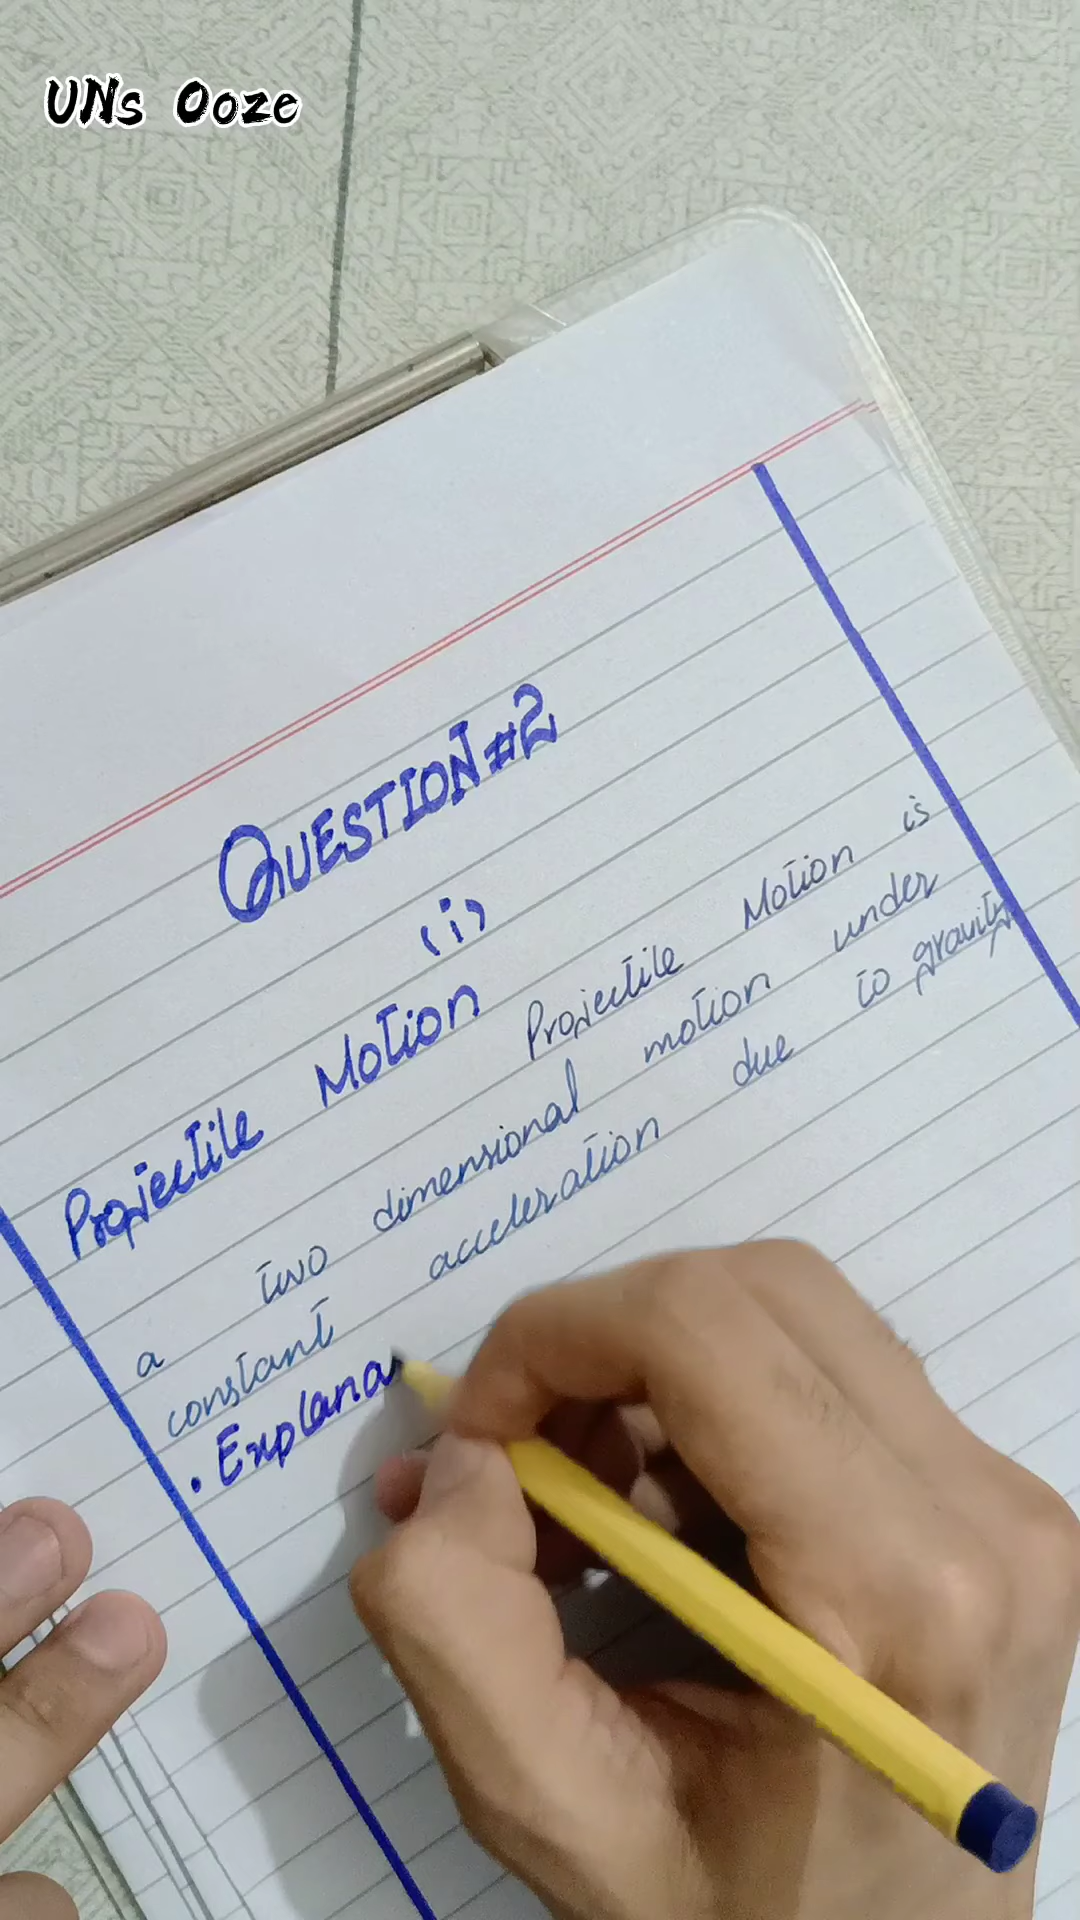 UNs Ooze
QUESTION #2
(i)
Projectile Motion Projectile Motion is
a two dimensional motion under
constant acceleration due to gravity
. Explana